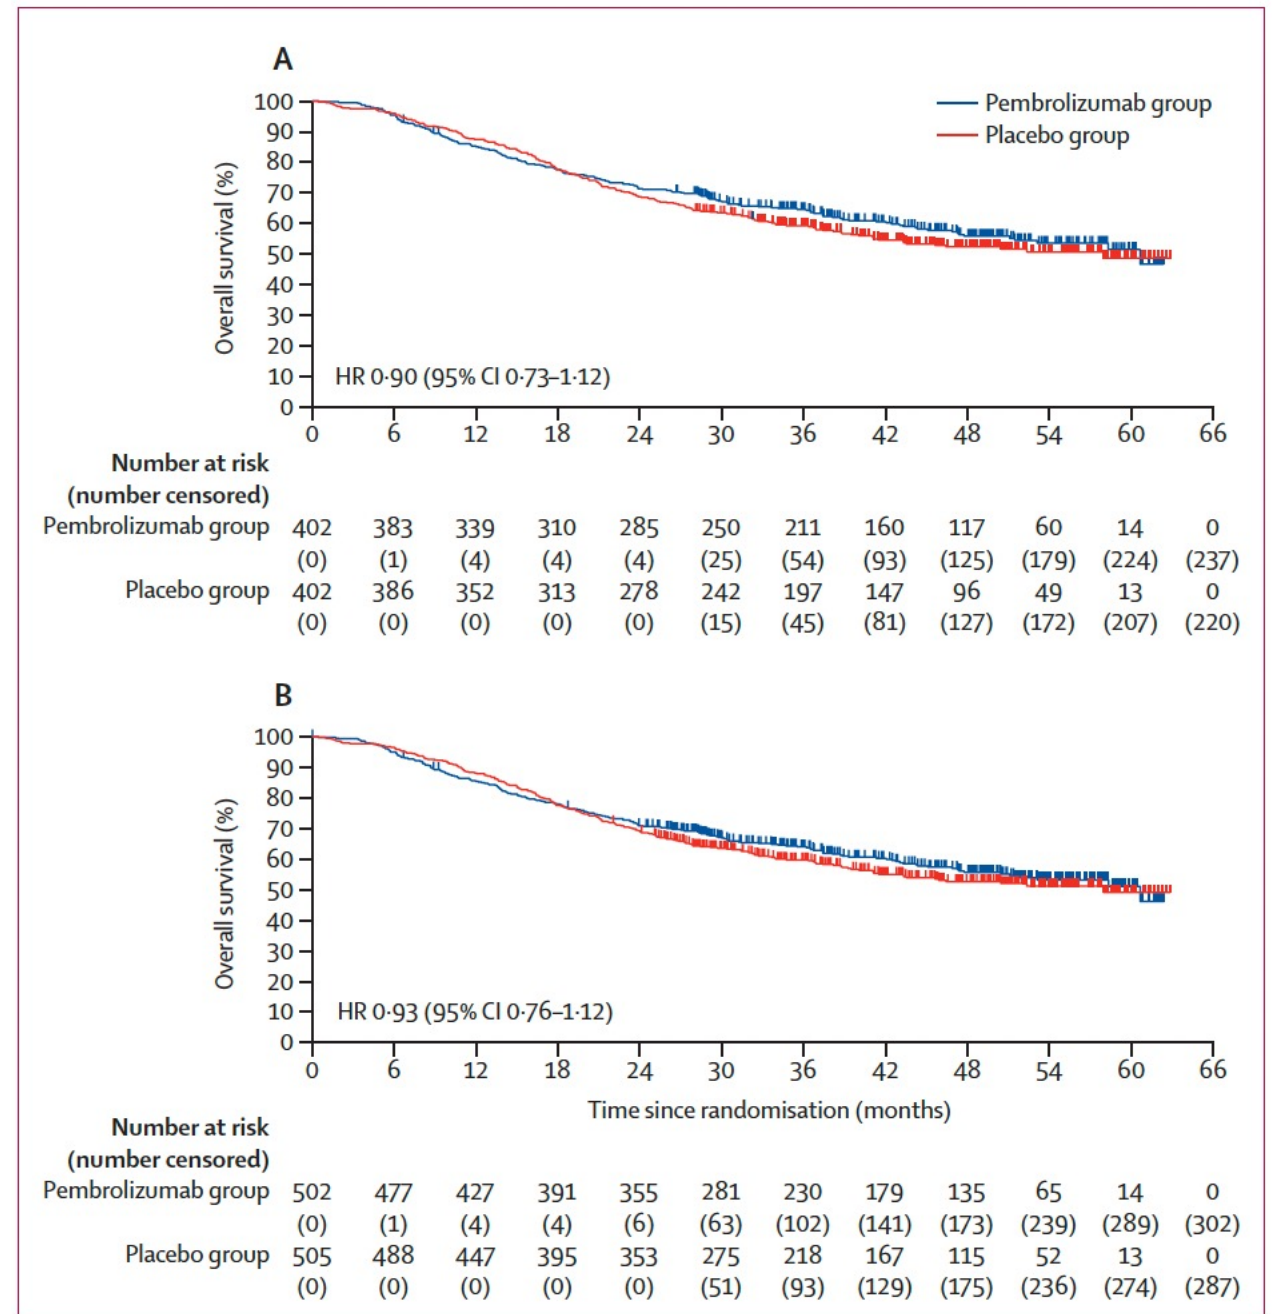 A
Pembrolizumab group
Placebo group
Overall survival (%)
100
90
80
70
60
50
40
30
20
10
0
HR 0·90 (95% CI 0·73–1·12)
0 6 12 18 24 30 36 42 48 54 60 66
Number at risk
(number censored)
Pembrolizumab group 402 383 339 310 285 250 211 160 117 60 14 0
(0) (1) (4) (4) (4) (25) (54) (93) (125) (179) (224) (237)
Placebo group 402 386 352 313 278 242 197 147 96 49 13 0
(0) (0) (0) (0) (0) (15) (45) (81) (127) (172) (207) (220)
B
Overall survival (%)
100
90
80
70
60
50
40
30
20
10
0
HR 0·93 (95% CI 0·76–1·12)
0 6 12 18 24 30 36 42 48 54 60 66
Time since randomisation (months)
Number at risk
(number censored)
Pembrolizumab group 502 477 427 391 355 281 230 179 135 65 14 0
(0) (1) (4) (4) (6) (63) (102) (141) (173) (239) (289) (302)
Placebo group 505 488 447 395 353 275 218 167 115 52 13 0
(0) (0) (0) (0) (0) (51) (93) (129) (175) (236) (274) (287)